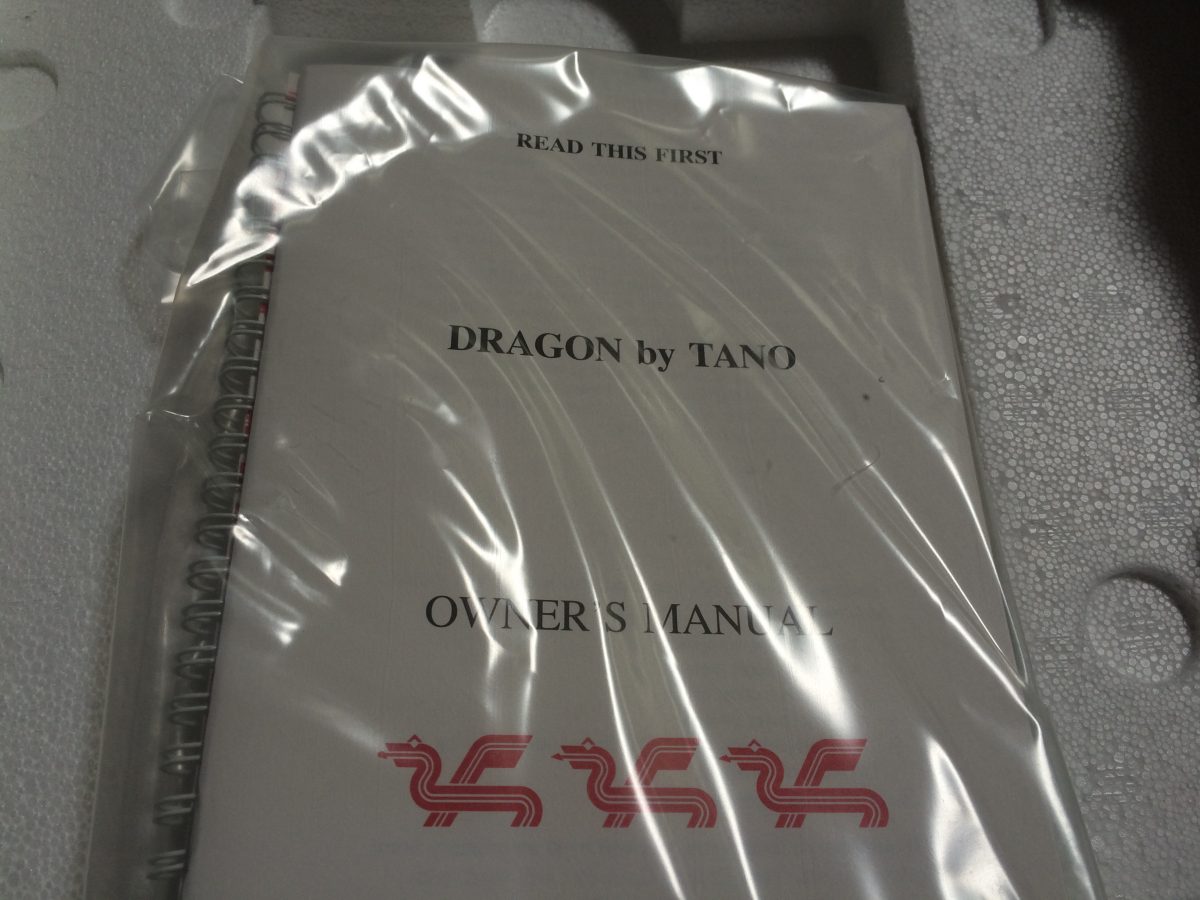 READ THIS FIRST
DRAGON by TANO
OWNER'S MANUAL